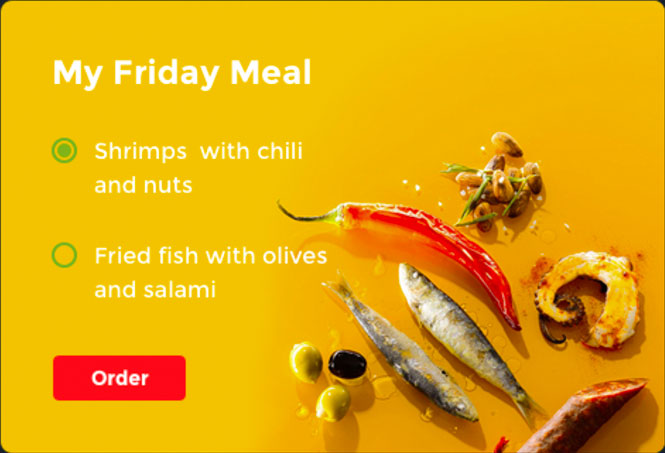 My Friday Meal
Shrimps with chili
and nuts
Fried fish with olives
and salami
Order